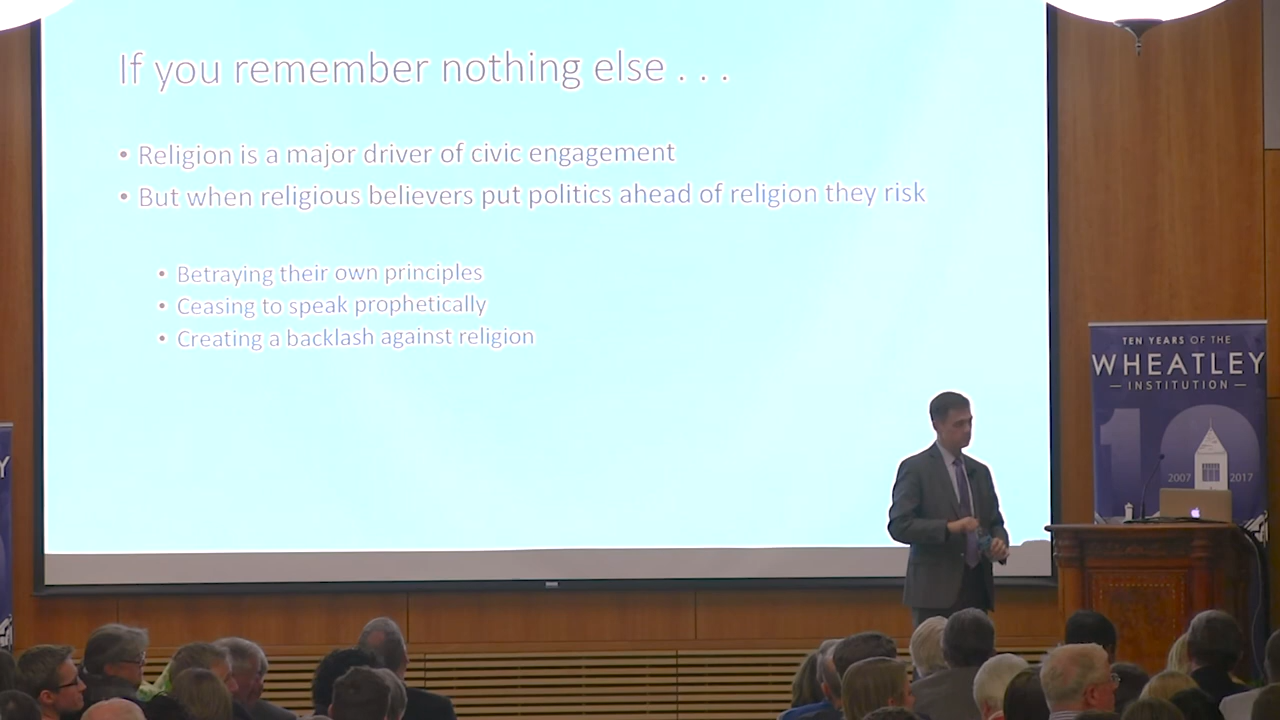 If you remember nothing else . . .
• Religion is a major driver of civic engagement
• But when religious believers put politics ahead of religion they risk
• Betraying their own principles
• Ceasing to speak prophetically
• Creating a backlash against religion
TEN YEARS OF THE
WHEATLEY
— INSTITUTION —
10
2007 2017
Y